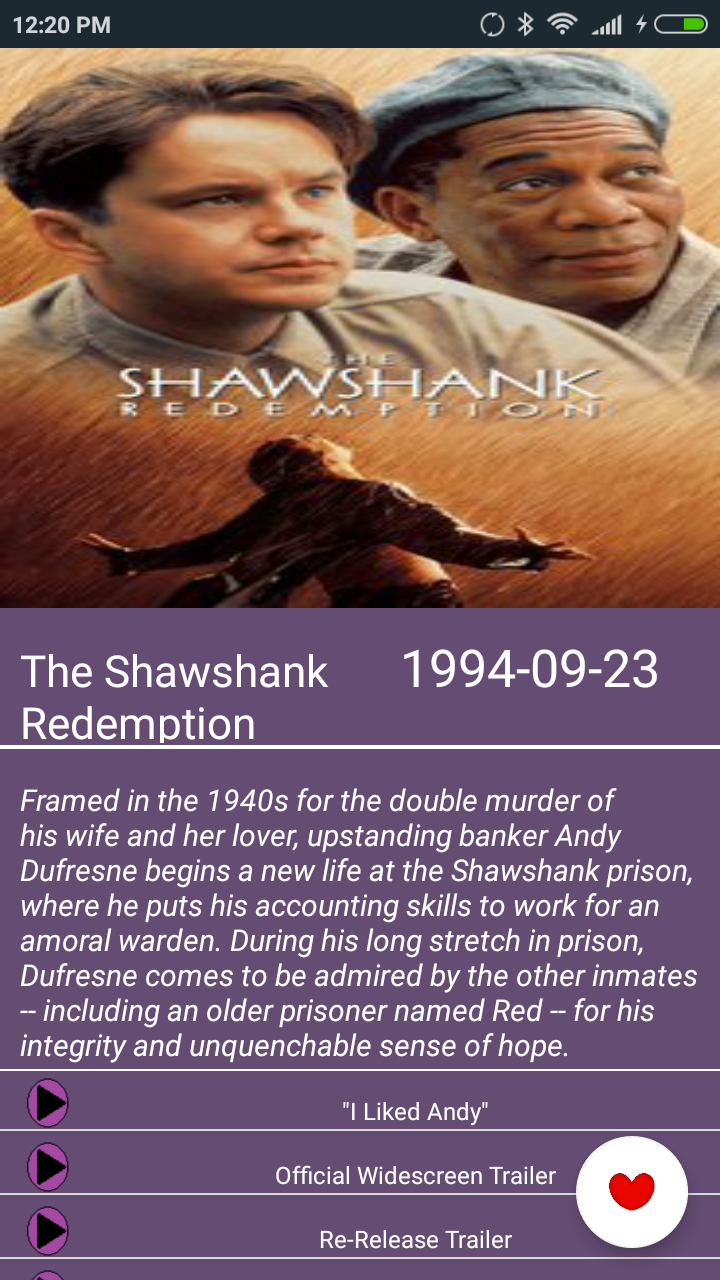 12:20 PM
THE
SHAWSHANK
REDEMPTION
The Shawshank
Redemption
1994-09-23
Framed in the 1940s for the double murder of
his wife and her lover, upstanding banker Andy
Dufresne begins a new life at the Shawshank prison,
where he puts his accounting skills to work for an
amoral warden. During his long stretch in prison,
Dufresne comes to be admired by the other inmates
-- including an older prisoner named Red -- for his
integrity and unquenchable sense of hope.
"I Liked Andy"
Official Widescreen Trailer
Re-Release Trailer